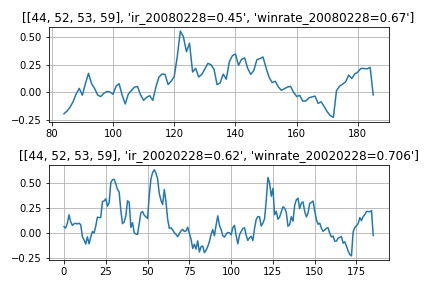 [[44, 52, 53, 59], 'ir_20080228=0.45', 'winrate_20080228=0.67']
0.50
0.25
0.00
−0.25
80 100 120 140 160 180
[[44, 52, 53, 59], 'ir_20020228=0.62', 'winrate_20020228=0.706']
0.50
0.25
0.00
−0.25
0 25 50 75 100 125 150 175